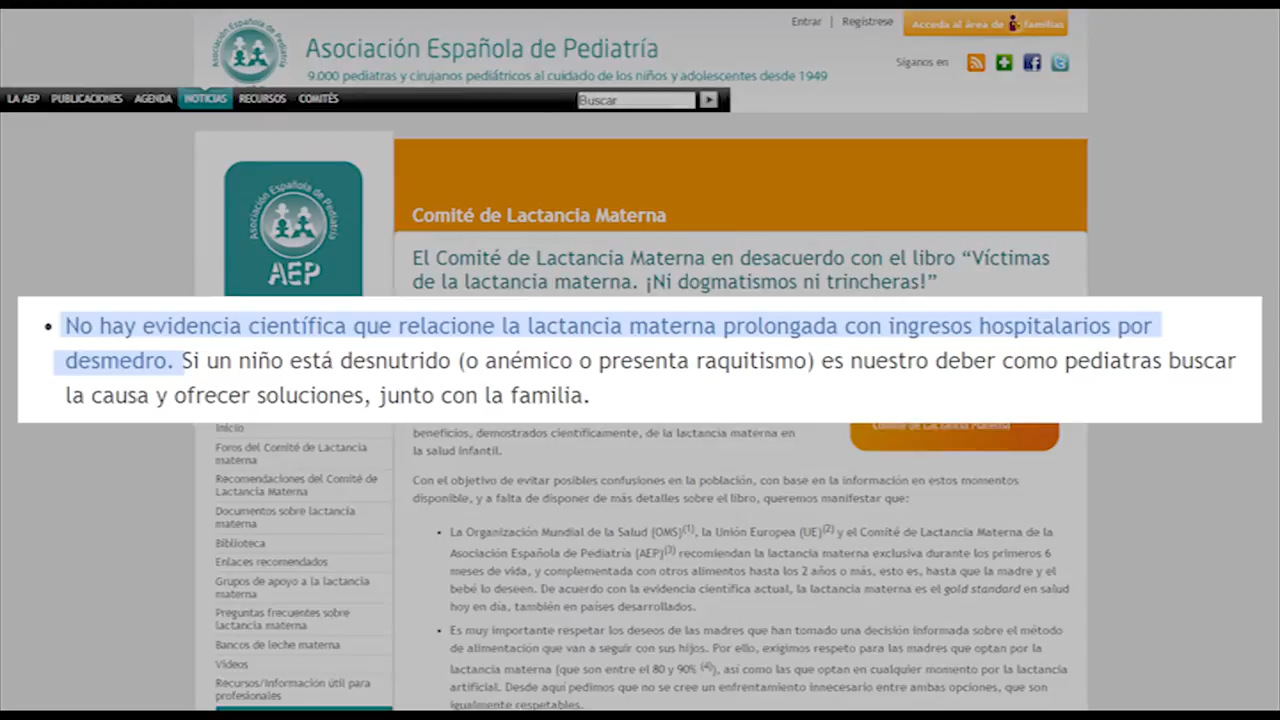 Asociación Española de Pediatría
Asociación Española de Pediatría
9.000 pediatras y cirujanos pediátricos al cuidado de los niños y adolescentes desde 1949
Entrar | Regístrese
Acceda al área de familias
Síganos en
LA AEP PUBLICACIONES AGENDA NOTICIAS RECURSOS COMITÉS
Buscar
Asociación Española de Pediatría
AEP
Comité de Lactancia Materna
El Comité de Lactancia Materna en desacuerdo con el libro “Víctimas
de la lactancia materna. ¡Ni dogmatismos ni trincheras!”
• No hay evidencia científica que relacione la lactancia materna prolongada con ingresos hospitalarios por
desmedro. Si un niño está desnutrido (o anémico o presenta raquitismo) es nuestro deber como pediatras buscar
la causa y ofrecer soluciones, junto con la familia.
Inicio
Foros del Comité de Lactancia
materna
Recomendaciones del Comité de
Lactancia Materna
Documentos sobre lactancia
materna
Biblioteca
Enlaces recomendados
Grupos de apoyo a la lactancia
materna
Preguntas frecuentes sobre
lactancia materna
Bancos de leche materna
Vídeos
Recursos/Información útil para
profesionales
beneficios, demostrados científicamente, de la lactancia materna en
la salud infantil.
Comité de Lactancia Materna
Con el objetivo de evitar posibles confusiones en la población, con base en la información en estos momentos
disponible, y a falta de disponer de más detalles sobre el libro, queremos manifestar que:
• La Organización Mundial de la Salud (OMS)(1), la Unión Europea (UE)(2) y el Comité de Lactancia Materna de la
Asociación Española de Pediatría (AEP)(3) recomiendan la lactancia materna exclusiva durante los primeros 6
meses de vida, y complementada con otros alimentos hasta los 2 años o más, esto es, hasta que la madre y el
bebé lo deseen. De acuerdo con la evidencia científica actual, la lactancia materna es el gold standard en salud
hoy en día, también en países desarrollados.
• Es muy importante respetar los deseos de las madres que han tomado una decisión informada sobre el método
de alimentación que van a seguir con sus hijos. Por ello, exigimos respeto para las madres que optan por la
lactancia materna (que son entre el 80 y 90% (4)), así como las que optan en cualquier momento por la lactancia
artificial. Desde aquí pedimos que no se cree un enfrentamiento innecesario entre ambas opciones, que son
igualmente respetables.